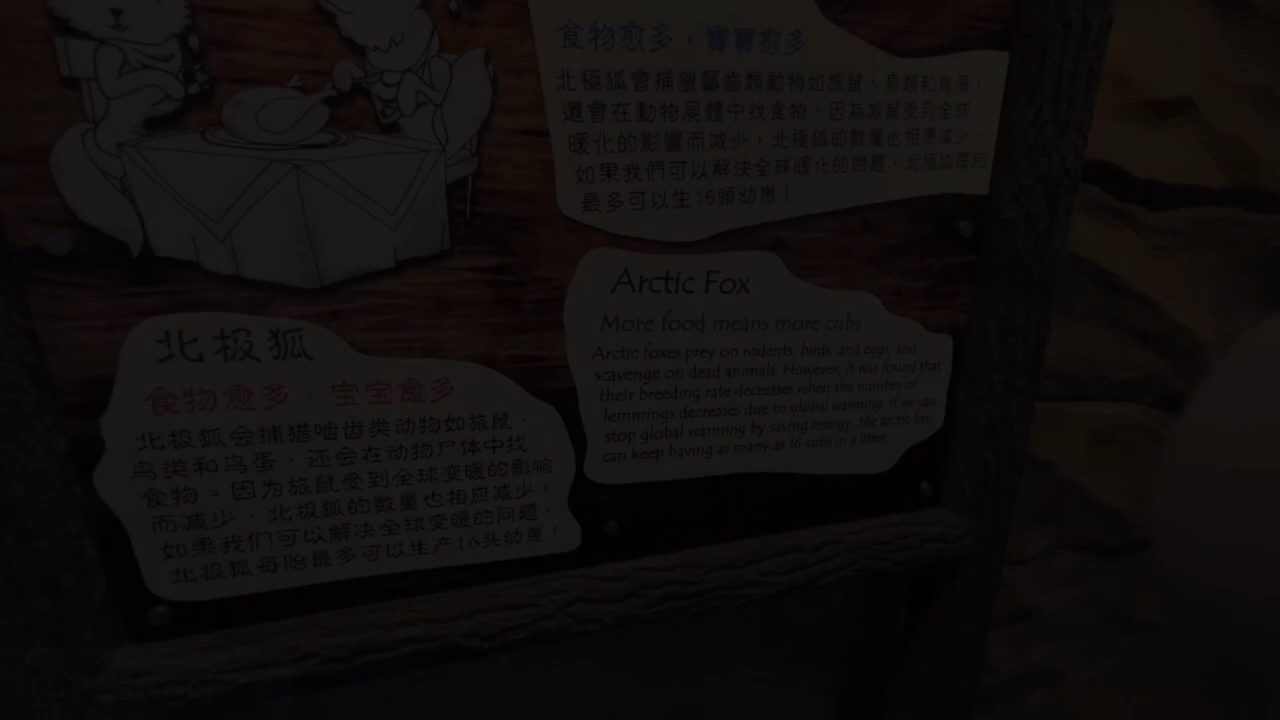 食物愈多，寶寶愈多
北極狐會捕獵齧齒類動物如旅鼠、鳥類和鳥蛋，
還會在動物屍體中找食物。因為旅鼠受到全球
暖化的影響而減少，北極狐的數量也相應減少。
如果我們可以解決全球暖化的問題，北極狐每胎
最多可以生16頭幼崽！
Arctic Fox
More food means more cubs
Arctic foxes prey on rodents, birds, and eggs, and
scavenge on dead animals. However, it was found that
their breeding rate decreases when the number of
lemmings decreases due to global warming. If we can
stop global warming by saving energy, the arctic fox
can keep having as many as 16 cubs in a litter
北极狐
食物愈多，宝宝愈多
北极狐会捕猎啮齿类动物如旅鼠、
鸟类和鸟蛋，还会在动物尸体中找
食物。因为旅鼠受到全球变暖的影响
而减少，北极狐的数量也相应减少。
如果我们可以解决全球变暖的问题，
北极狐每胎最多可以生产16头幼崽！